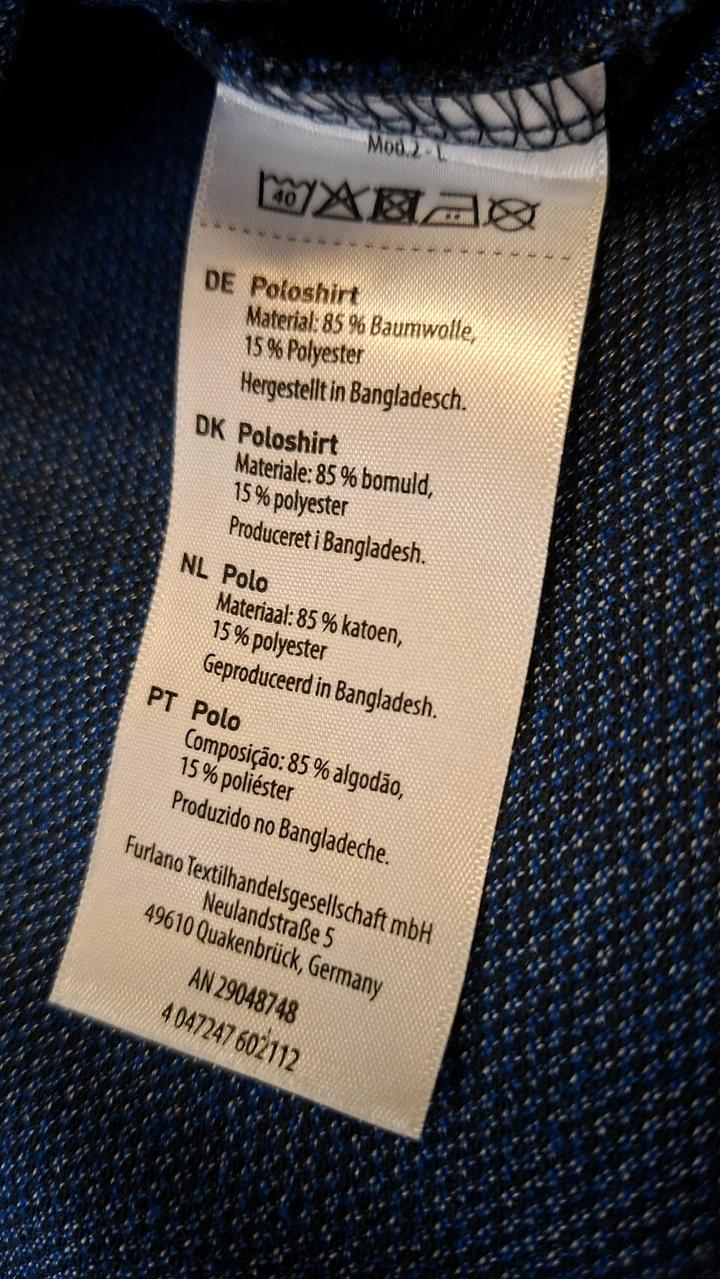 Mod.2 - L
40
DE Poloshirt
Material: 85 % Baumwolle,
15 % Polyester
Hergestellt in Bangladesch.
DK Poloshirt
Materiale: 85 % bomuld,
15 % polyester
Produceret i Bangladesh.
NL Polo
Materiaal: 85 % katoen,
15 % polyester
Geproduceerd in Bangladesh.
PT Polo
Composição: 85 % algodão,
15 % poliéster
Produzido no Bangladeche.
Furlano Textilhandelsgesellschaft mbH
Neulandstraße 5
49610 Quakenbrück, Germany
AN 29048748
4 047247 602112